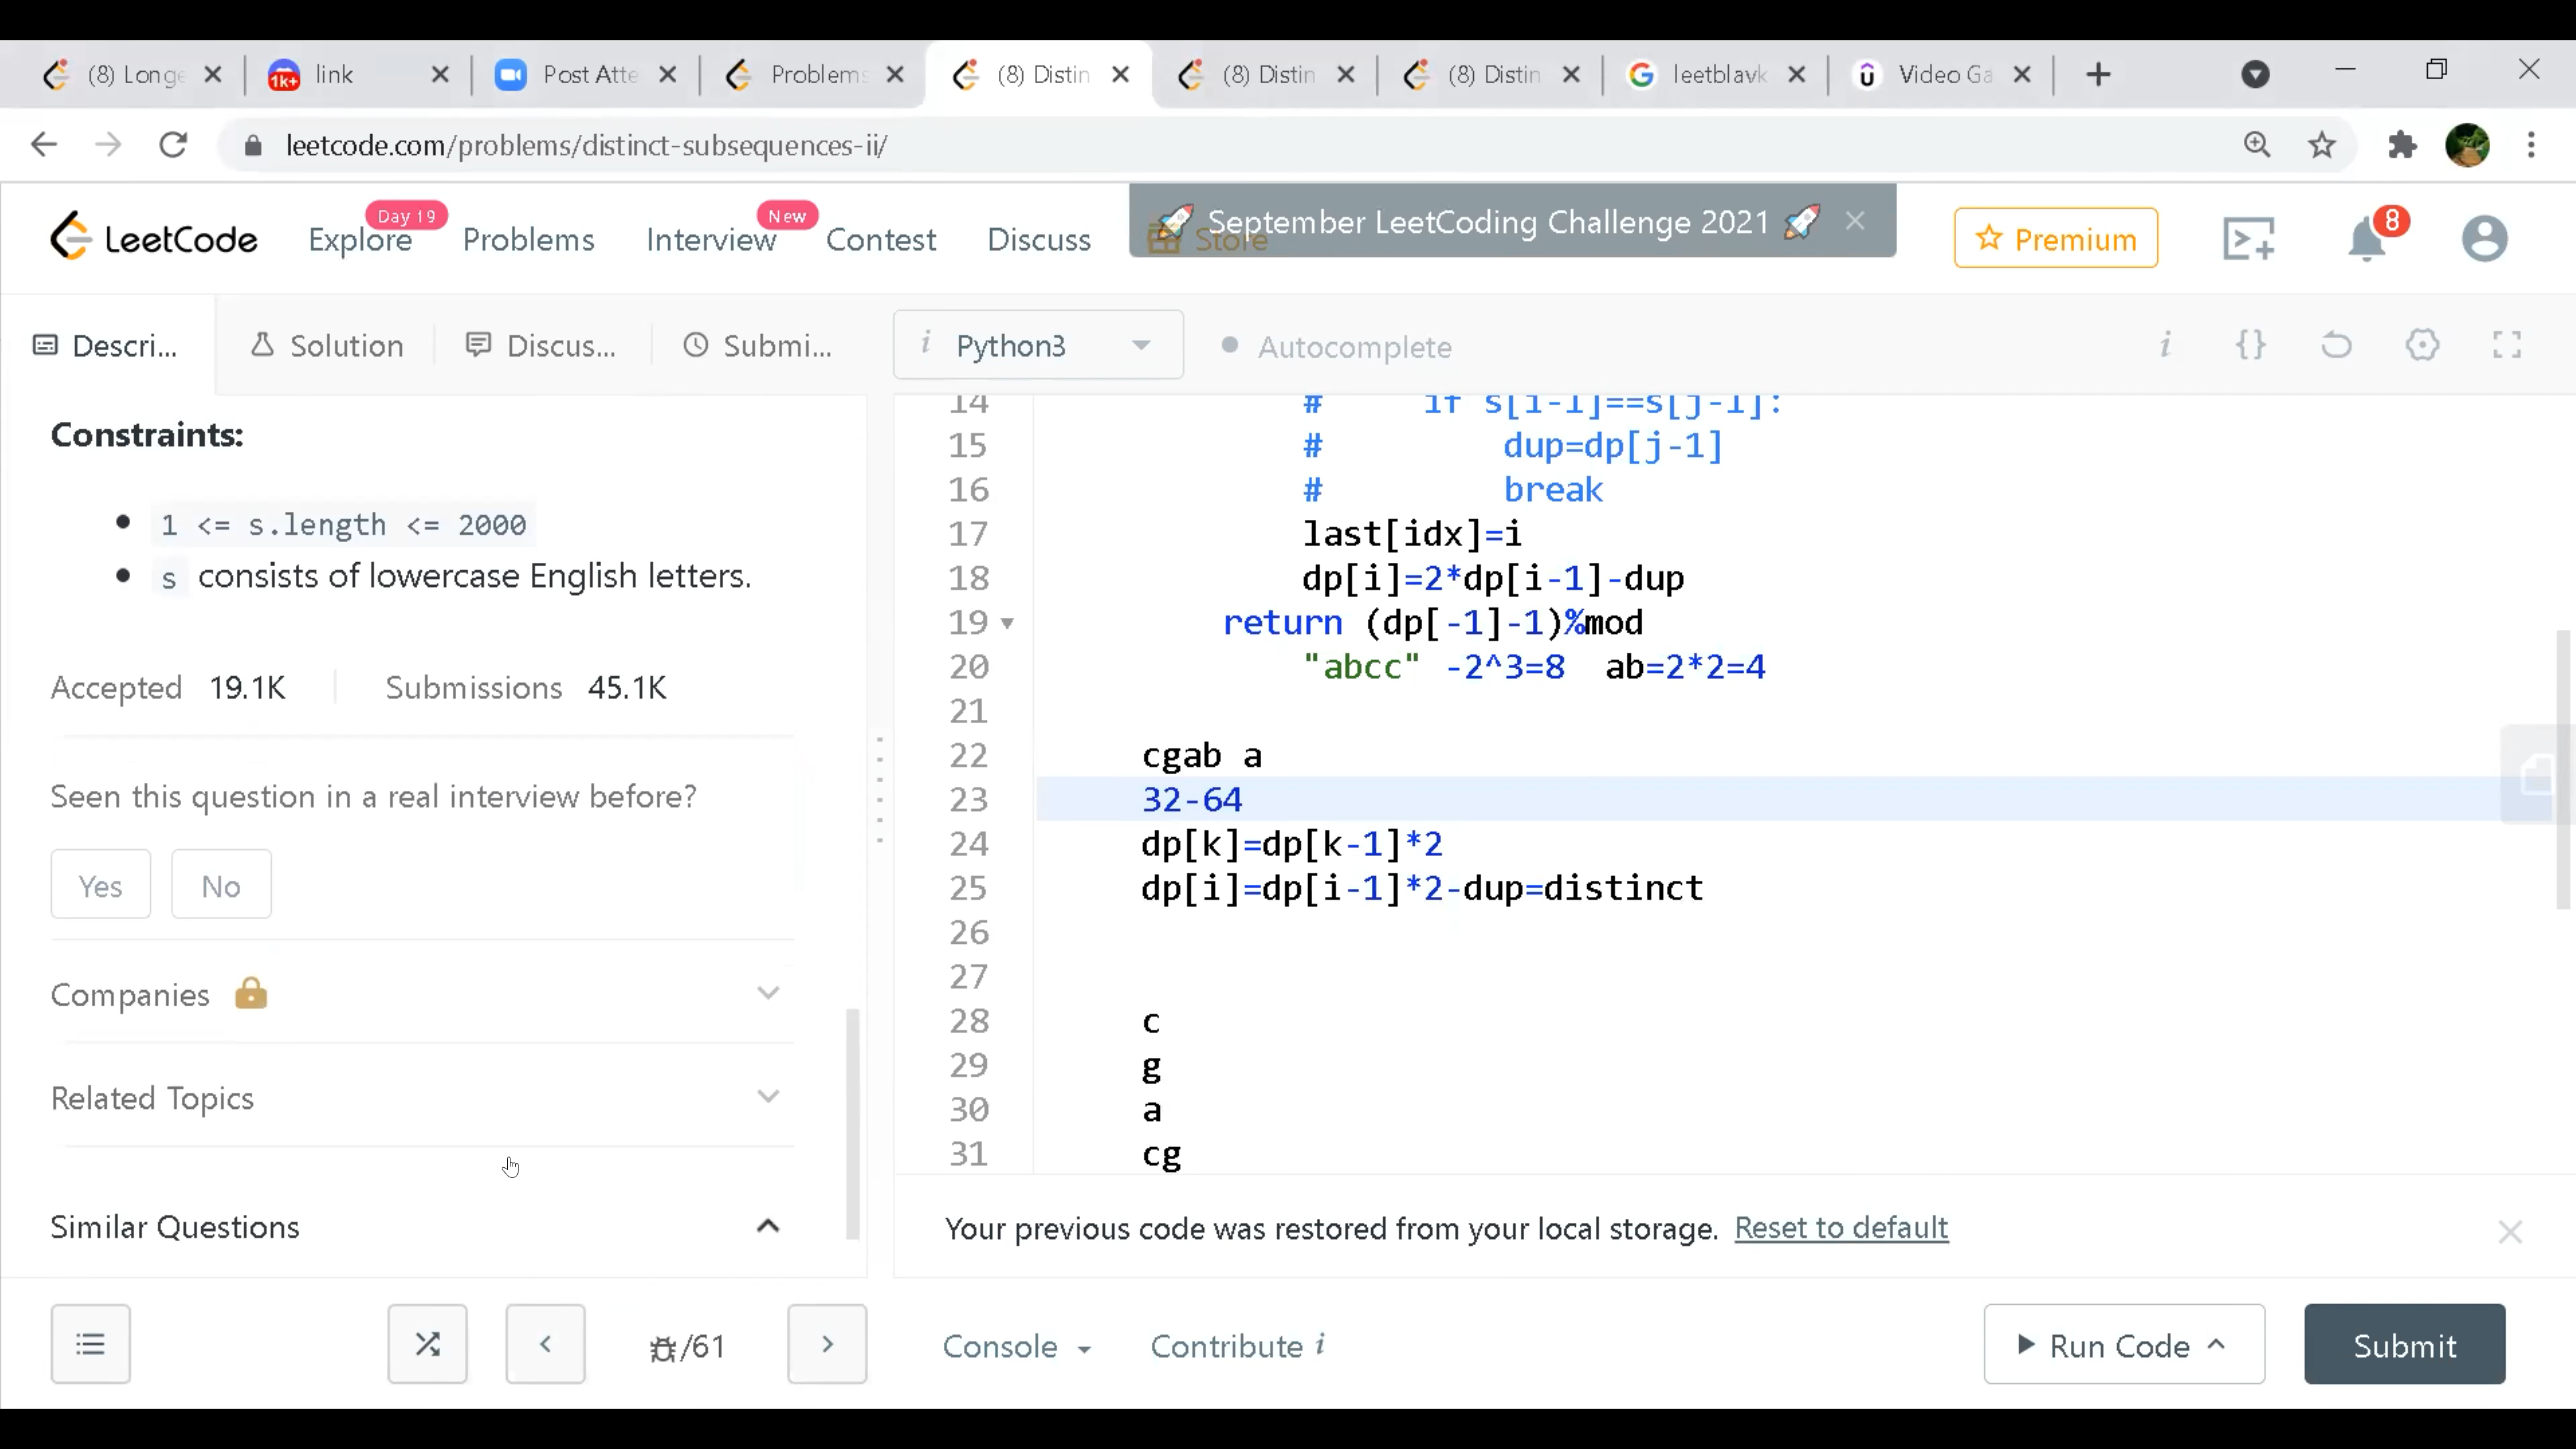 (8) Longe
1k+ link
Post Atte
Problems
(8) Distin
(8) Distin
(8) Distin
leetblavk
Video Ga
leetcode.com/problems/distinct-subsequences-ii/
LeetCode
Explore
Day 19
Problems
Interview
New
Contest
Discuss
Store
September LeetCoding Challenge 2021
Premium
8
Descri...
Solution
Discus...
Submi...
Python3
Autocomplete
Constraints:
1 <= s.length <= 2000
s consists of lowercase English letters.
Accepted 19.1K Submissions 45.1K
Seen this question in a real interview before?
Yes No
Companies
Related Topics
Similar Questions
/61
14 # if s[i-1]==s[j-1]:
15 # dup=dp[j-1]
16 # break
17 last[idx]=i
18 dp[i]=2*dp[i-1]-dup
19 return (dp[-1]-1)%mod
20 "abcc" -2^3=8 ab=2*2=4
21
22 cgab a
23 32-64
24 dp[k]=dp[k-1]*2
25 dp[i]=dp[i-1]*2-dup=distinct
26
27
28 c
29 g
30 a
31 cg
Your previous code was restored from your local storage. Reset to default
Console
Contribute i
Run Code
Submit